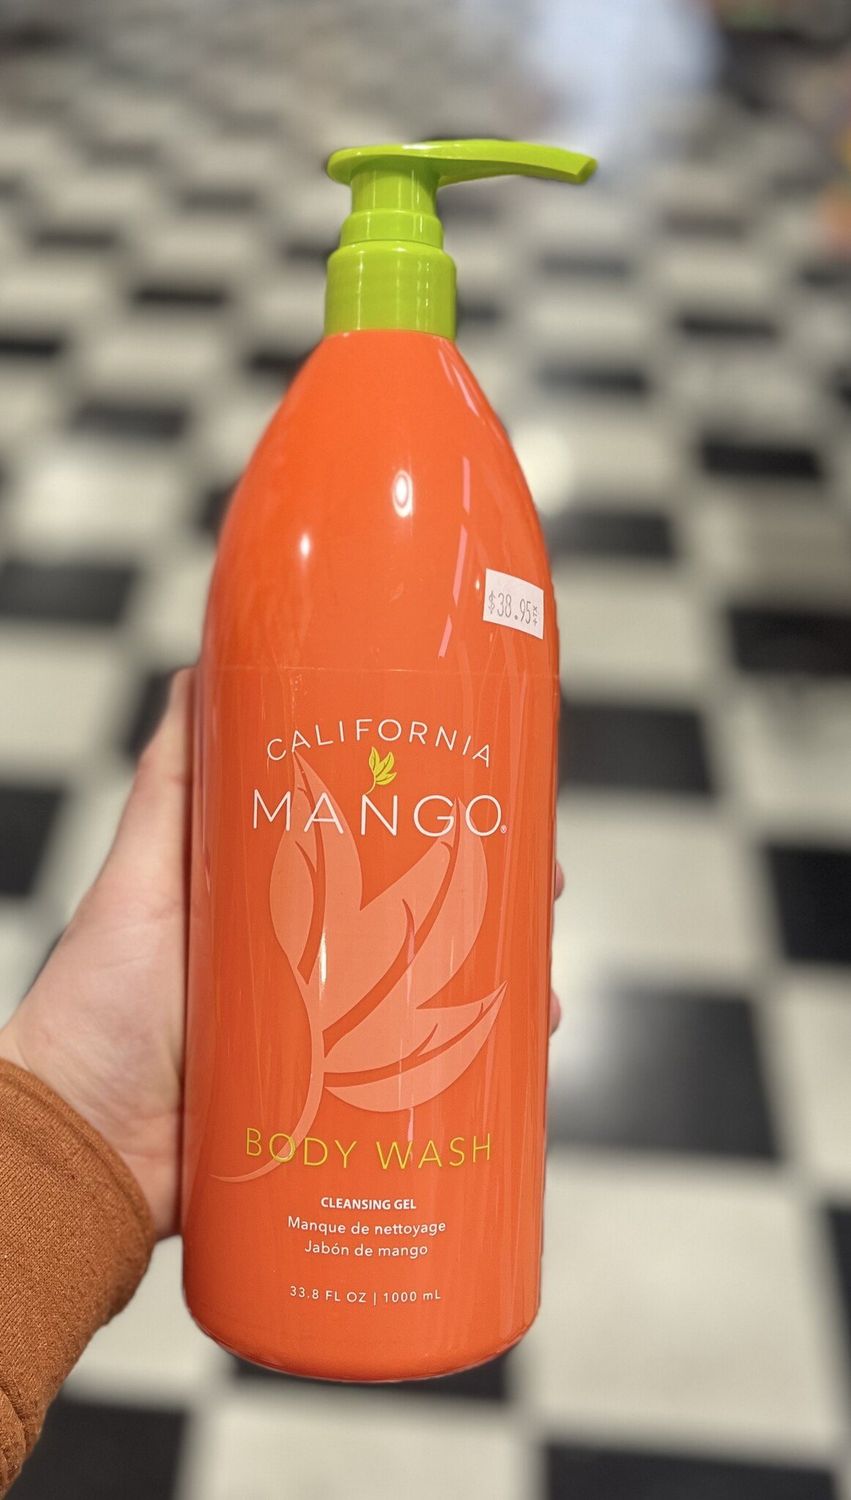 $38.95
CALIFORNIA
MANGO®
BODY WASH
CLEANSING GEL
Manque de nettoyage
Jabón de mango
33.8 FL OZ | 1000 mL